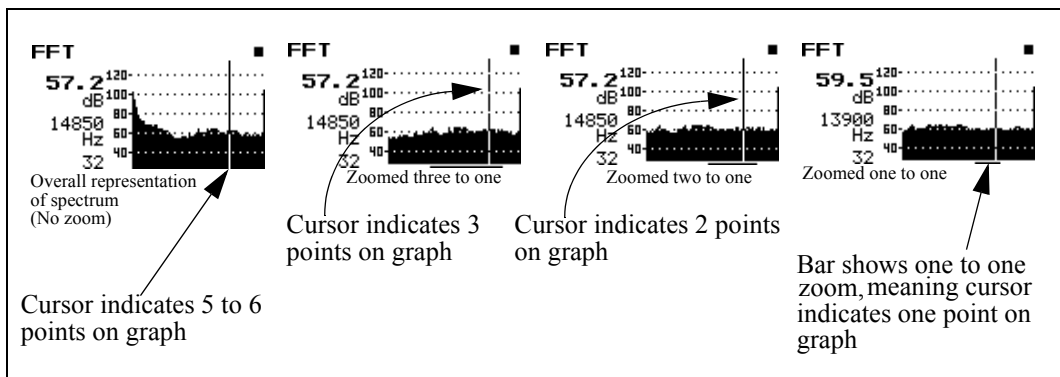 FFT
57.2
dB
14850
Hz
32
120
100
80
60
40
Overall representation
of spectrum
(No zoom)
Cursor indicates 5 to 6
points on graph
FFT
57.2
dB
14850
Hz
32
120
100
80
60
40
Zoomed three to one
Cursor indicates 3
points on graph
FFT
57.2
dB
14850
Hz
32
120
100
80
60
40
Zoomed two to one
Cursor indicates 2 points
on graph
FFT
59.5
dB
13900
Hz
32
120
100
80
60
40
Zoomed one to one
Bar shows one to one
zoom, meaning cursor
indicates one point on
graph